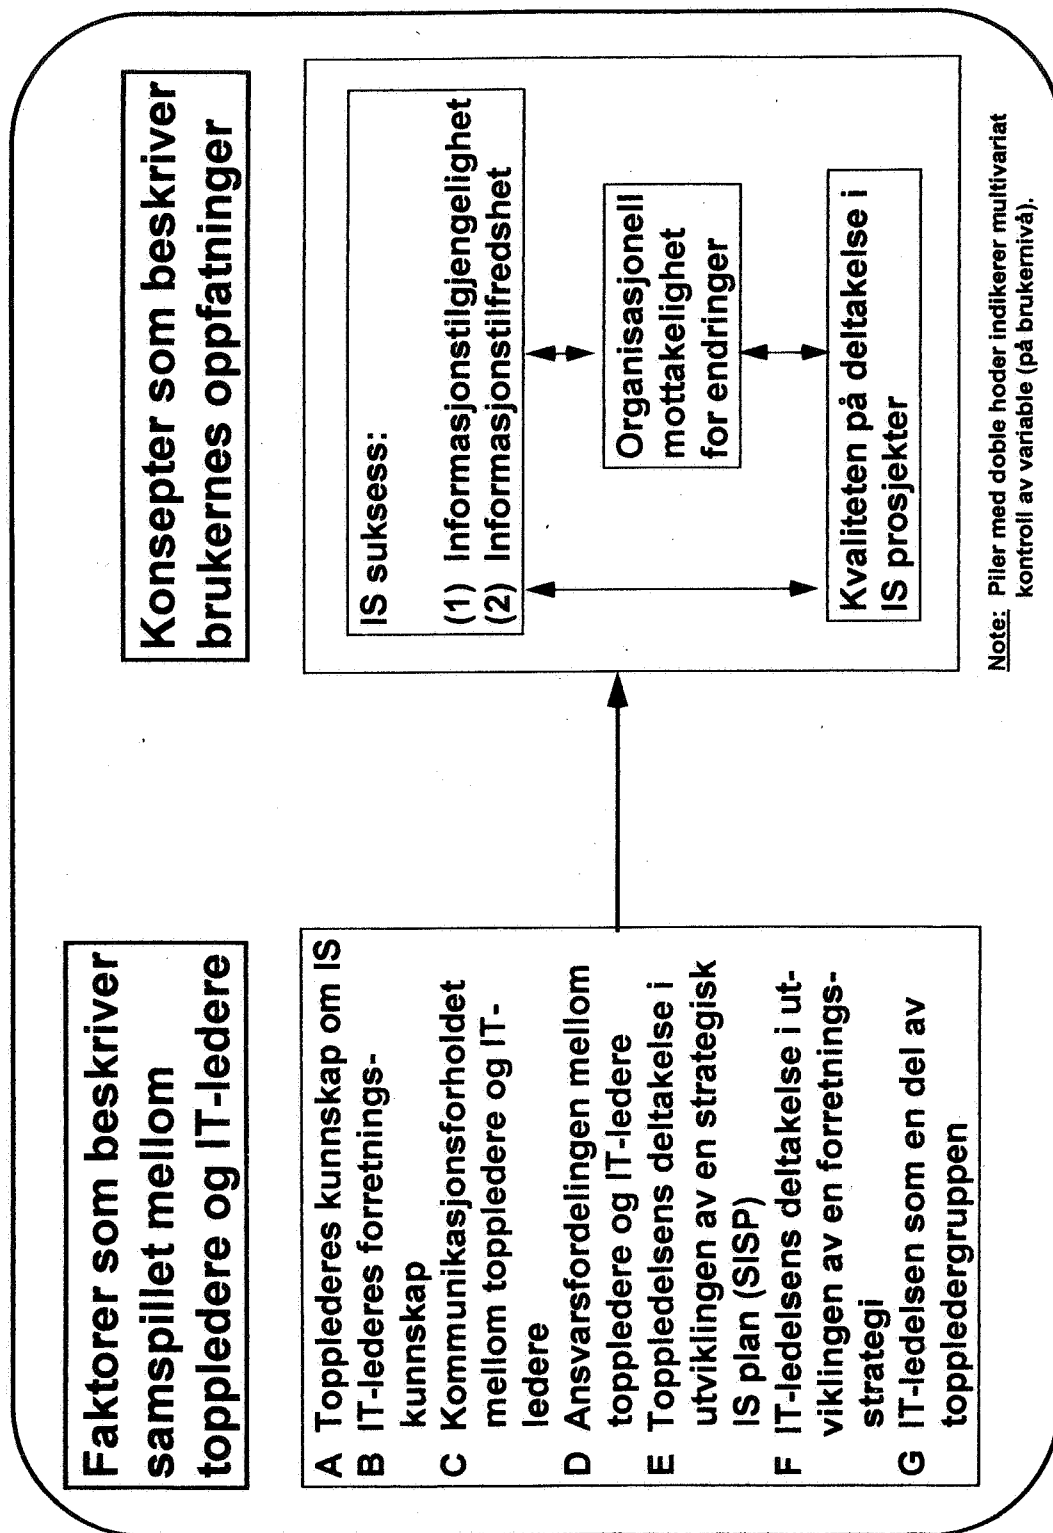 Faktorer som beskriver
samspillet mellom
toppledere og IT-ledere
A Topplederes kunnskap om IS
B IT-lederes forretnings-
kunnskap
C Kommunikasjonsforholdet
mellom toppledere og IT-
ledere
D Ansvarsfordelingen mellom
toppledere og IT-ledere
E Toppledelsens deltakelse i
utviklingen av en strategisk
IS plan (SISP)
F IT-ledelsens deltakelse i ut-
viklingen av en forretnings-
strategi
G IT-ledelsen som en del av
toppledergruppen
Konsepter som beskriver
brukernes oppfatninger
IS suksess:
(1) Informasjonstilgjengelighet
(2) Informasjonstilfredshet
Organisasjonell
mottakelighet
for endringer
Kvaliteten på deltakelse i
IS prosjekter
Note: Piler med doble hoder indikerer multivariat
kontroll av variable (på brukernivå).